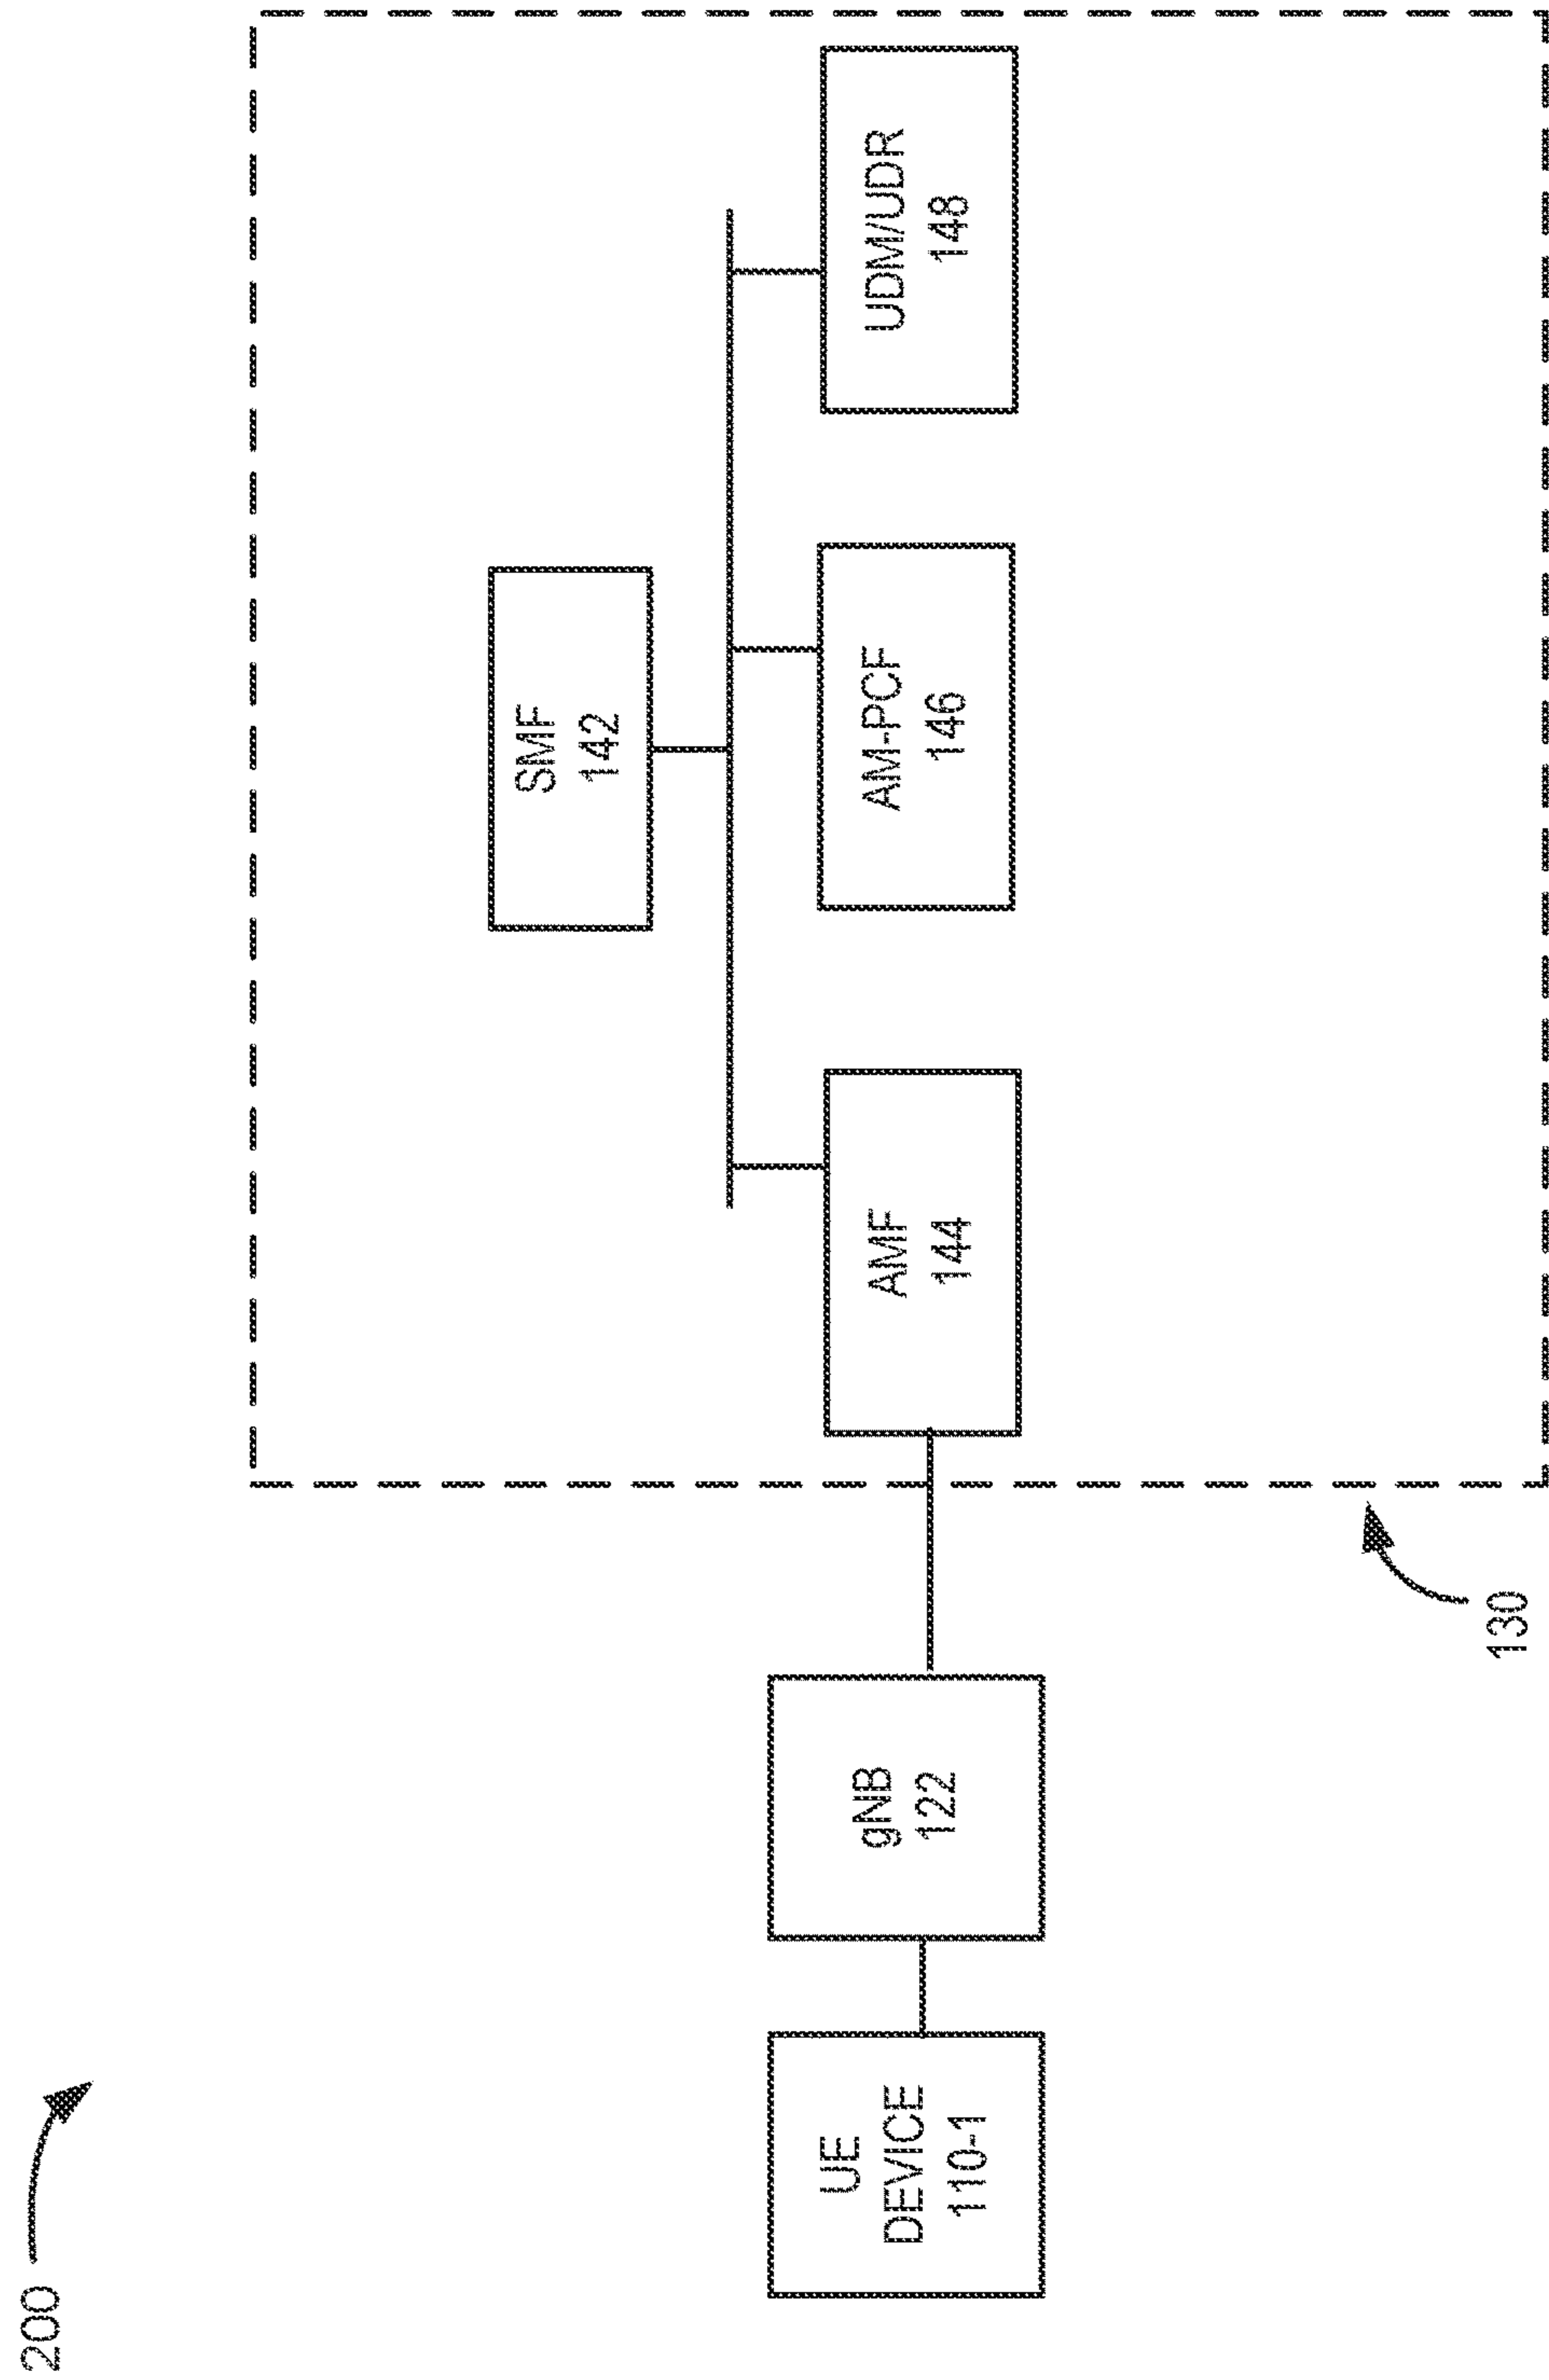 200
SMF
142
UE
DEVICE
110-1
gNB
122
AMF
144
AM-PCF
146
UDM/UDR
148
130